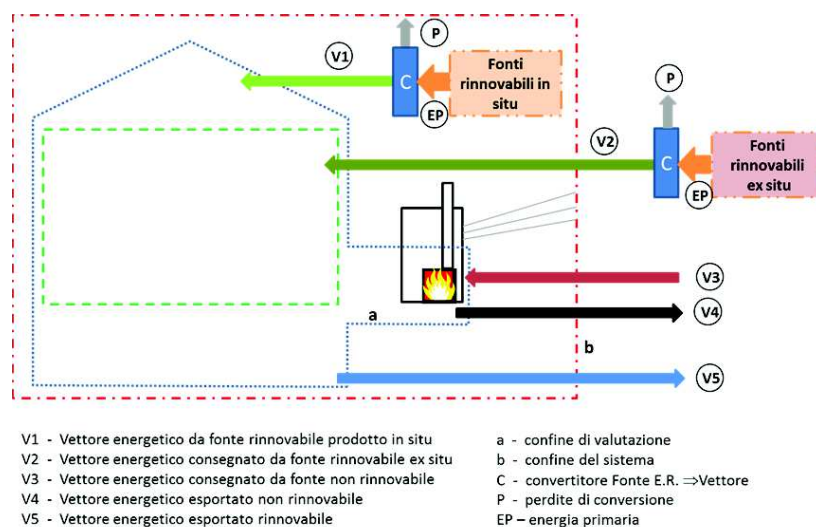 P
V1
C
Fonti
rinnovabili in
situ
EP
P
V2
C
Fonti
rinnovabili
ex situ
EP
V3
a
V4
b
V5
V1 - Vettore energetico da fonte rinnovabile prodotto in situ
V2 - Vettore energetico consegnato da fonte rinnovabile ex situ
V3 - Vettore energetico consegnato da fonte non rinnovabile
V4 - Vettore energetico esportato non rinnovabile
V5 - Vettore energetico esportato rinnovabile
a - confine di valutazione
b - confine del sistema
C - convertitore Fonte E.R. ⇒Vettore
P - perdite di conversione
EP – energia primaria